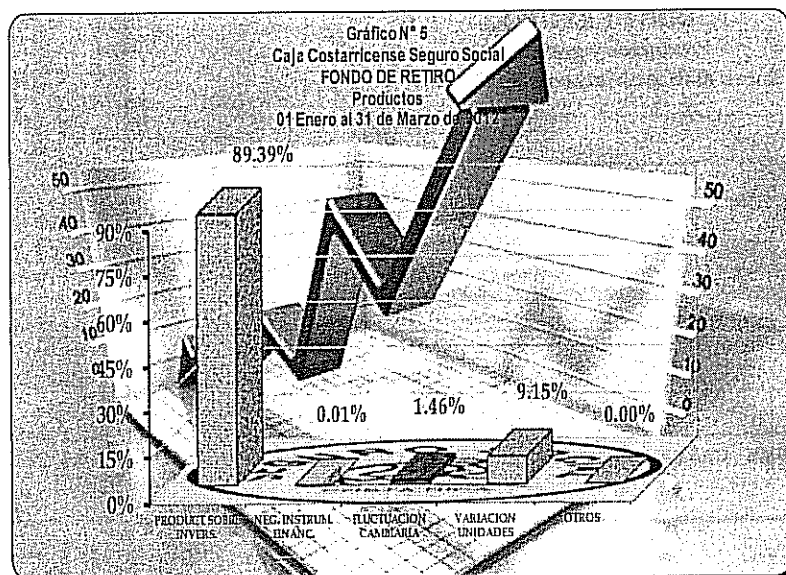 Gráfico N° 5
Caja Costarricense Seguro Social
FONDO DE RETIRO
Productos
01 Enero al 31 de Marzo de 2012
89.39%
0.01%
1.46%
9.15%
0.00%
90%
75%
60%
45%
30%
15%
0%
50
40
30
20
10
50
40
30
20
10
0
PRODUCT SOBRE INVERS.
NEG. INSTRUM. FINANC.
FLUCTUACION CAMBIARIA
VARIACION UNIDADES
OTROS